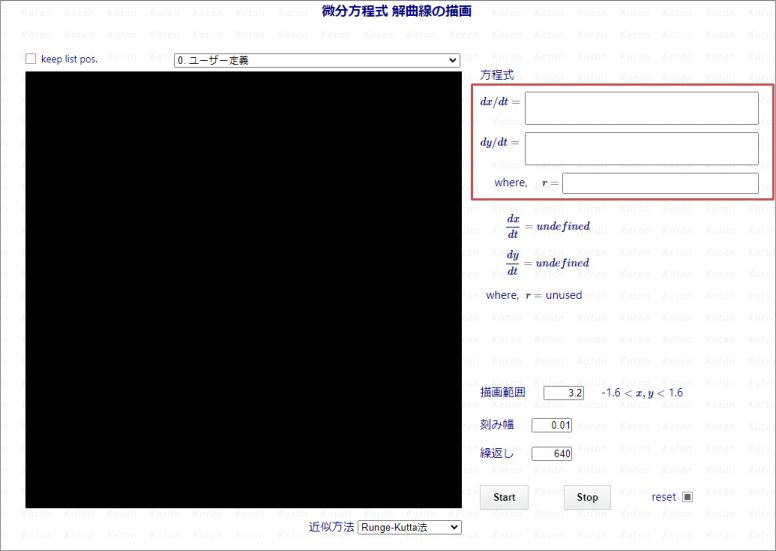 微分方程式 解曲線の描画
keep list pos.
0. ユーザー定義
方程式
dx/dt =
dy/dt =
where, r =
dx/dt = undefined
dy/dt = undefined
where, r = unused
描画範囲 3.2 -1.6 < x, y < 1.6
刻み幅 0.01
繰返し 640
Start Stop reset
近似方法 Runge-Kutta法